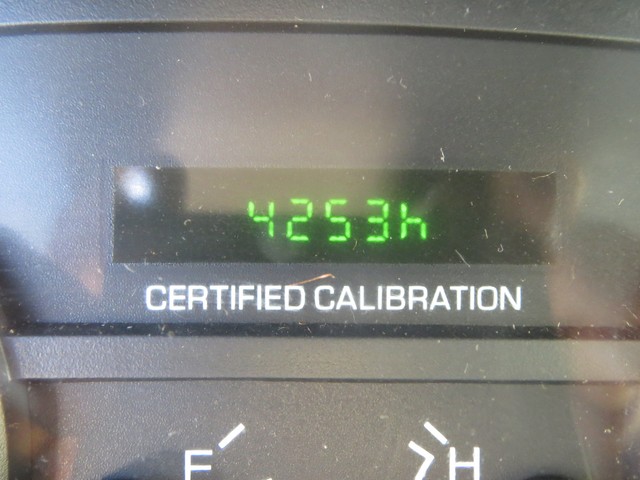 4253h
CERTIFIED CALIBRATION
F H